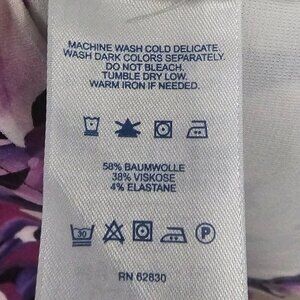 MACHINE WASH COLD DELICATE.
WASH DARK COLORS SEPARATELY.
DO NOT BLEACH.
TUMBLE DRY LOW.
WARM IRON IF NEEDED.
58% BAUMWOLLE
38% VISKOSE
4% ELASTANE
30 P
RN 62830